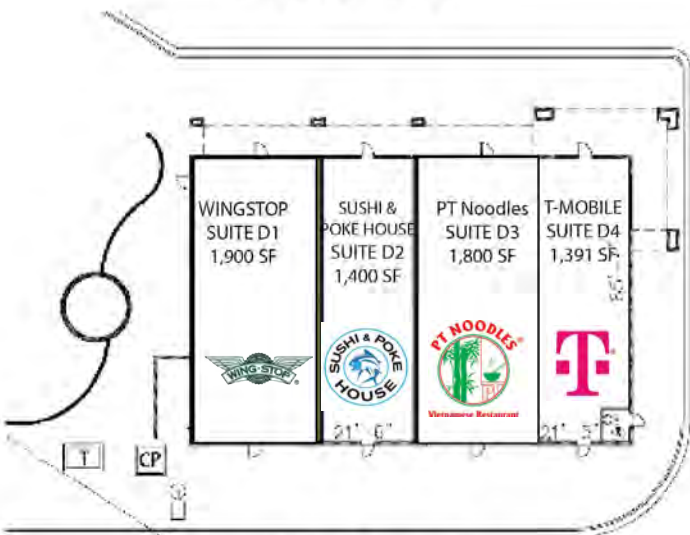 WINGSTOP
SUITE D1
1,900 SF
SUSHI &
POKE HOUSE
SUITE D2
1,400 SF
PT Noodles
SUITE D3
1,800 SF
T-MOBILE
SUITE D4
1,391 SF
WING·STOP
SUSHI & POKE
HOUSE
PT NOODLES®
Vietnamese Restaurant
T
21' 6"
T
CP